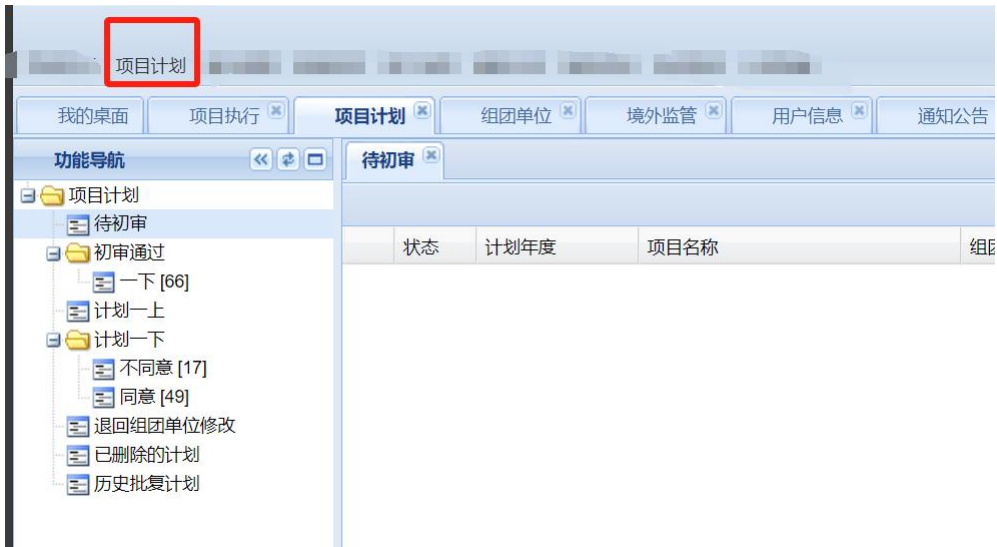 项目计划
我的桌面 项目执行 项目计划 组团单位 境外监管 用户信息 通知公告
功能导航 待初审
项目计划
待初审
初审通过 状态 计划年度 项目名称
一下 [66]
计划一上
计划一下
不同意 [17]
同意 [49]
退回组团单位修改
已删除的计划
历史批复计划